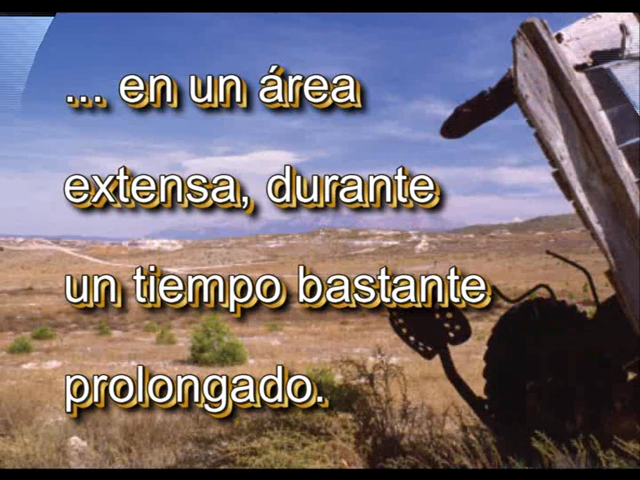 ... en un área
extensa, durante
un tiempo bastante
prolongado.